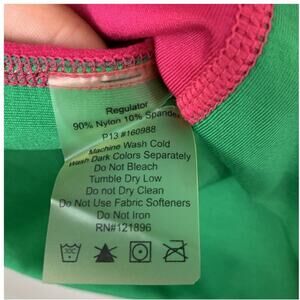 Regulator
90% Nylon 10% Spandex
P13 #160988
Machine Wash Cold
Wash Dark Colors Separately
Do Not Bleach
Tumble Dry Low
Do not Dry Clean
Do Not Use Fabric Softeners
Do Not Iron
RN#121896